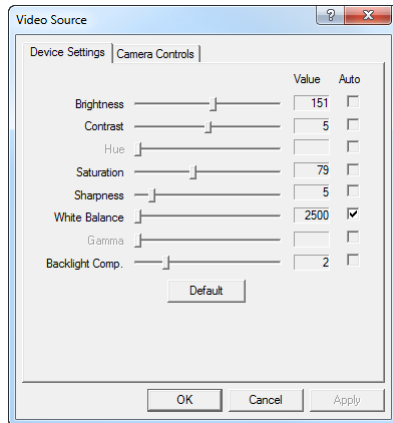 Video Source
Device Settings Camera Controls
Value Auto
Brightness 151
Contrast 5
Hue
Saturation 79
Sharpness 5
White Balance 2500
Gamma
Backlight Comp. 2
Default
OK Cancel Apply